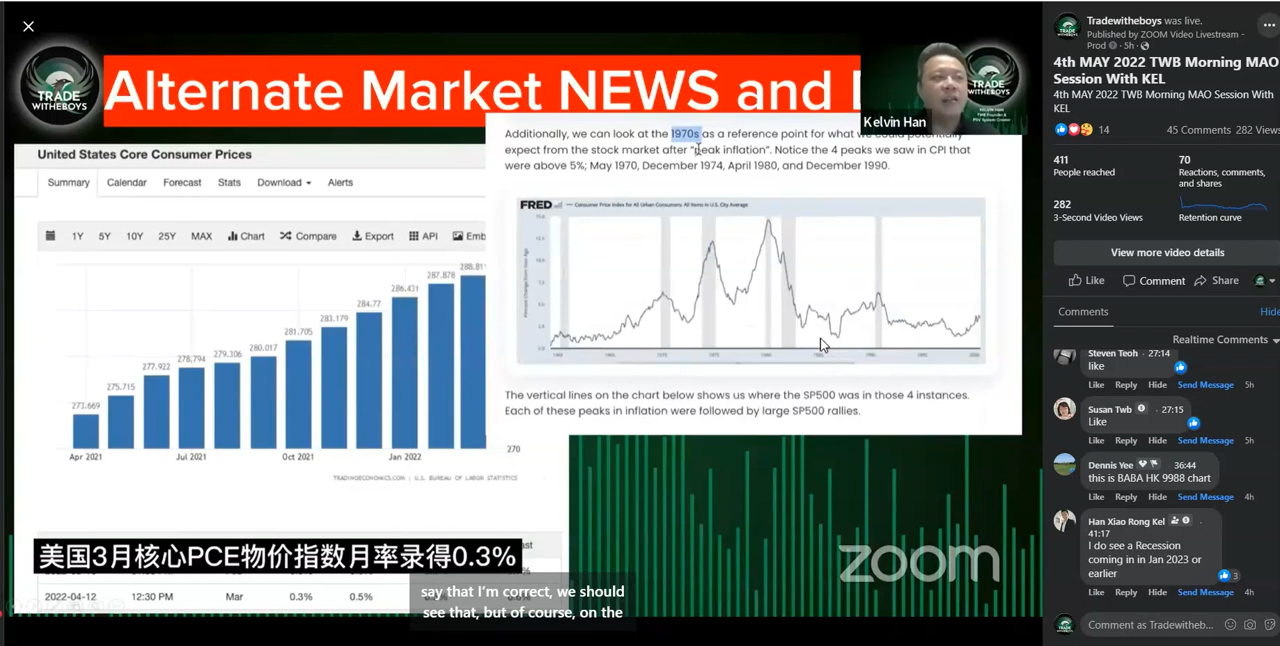 TRADE
WITHEBOYS
Alternate Market NEWS and
Kelvin Han
United States Core Consumer Prices
Summary Calendar Forecast Stats Download Alerts
1Y 5Y 10Y 25Y MAX Chart Compare Export API Emb
273.669
275.715
277.922
278.794
279.306
280.017
281.705
283.179
284.77
286.431
287.878
288.811
270
Apr 2021 Jul 2021 Oct 2021 Jan 2022
TRADINGECONOMICS.COM | U.S. BUREAU OF LABOR STATISTICS
Additionally, we can look at the 1970s as a reference point for what we could potentially
expect from the stock market after “peak inflation”. Notice the 4 peaks we saw in CPI that
were above 5%; May 1970, December 1974, April 1980, and December 1990.
FRED — Consumer Price Index for All Urban Consumers: All Items in U.S. City Average
The vertical lines on the chart below shows us where the SP500 was in those 4 instances.
Each of these peaks in inflation were followed by large SP500 rallies.
美国3月核心PCE物价指数月率录得0.3%
2022-04-12 12:30 PM Mar 0.3% 0.5%
say that I'm correct, we should
see that, but of course, on the
zoom
Tradewitheboys was live.
Published by ZOOM Video Livestream -
Prod · 5h ·
4th MAY 2022 TWB Morning MAO
Session With KEL
4th MAY 2022 TWB Morning MAO Session With
KEL
14 45 Comments 282 Views
411
People reached
70
Reactions, comments,
and shares
282
3-Second Video Views
Retention curve
View more video details
Like Comment Share
Comments Hide
Realtime Comments
Steven Teoh · 27:14
like
Like Reply Hide Send Message 5h
Susan Twb · 27:15
Like
Like Reply Hide Send Message 5h
Dennis Yee 36:44
this is BABA HK 9988 chart
Like Reply Hide Send Message 4h
Han Xiao Rong Kel ·
41:17
I do see a Recession
coming in in Jan 2023 or
earlier
3
Like Reply Hide Send Message 4h
Comment as Tradewitheb...